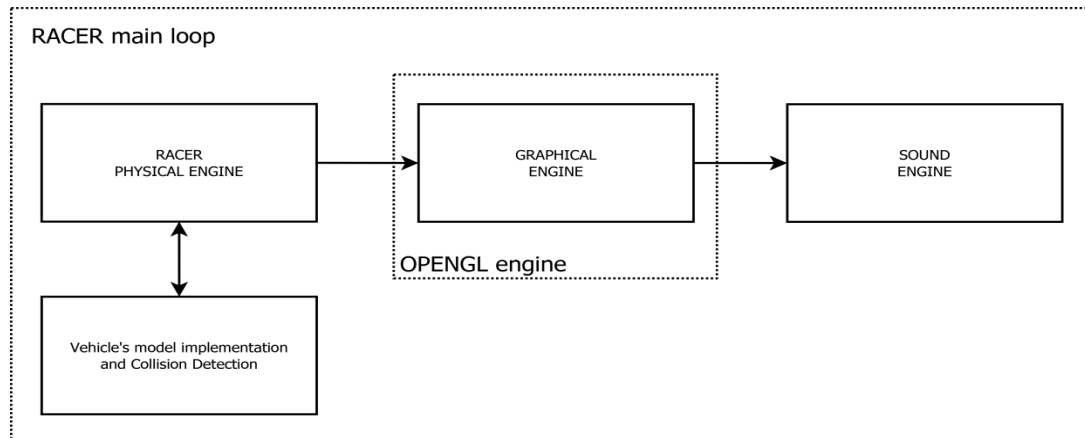 RACER main loop
RACER
PHYSICAL ENGINE
GRAPHICAL
ENGINE
SOUND
ENGINE
OPENGL engine
Vehicle's model implementation
and Collision Detection